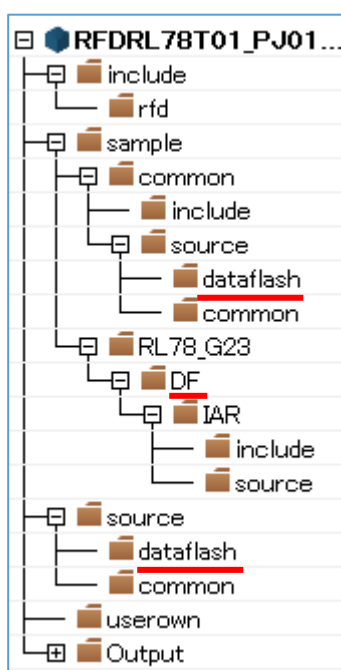 RFDRL78T01_PJ01...
include
rfd
sample
common
include
source
dataflash
common
RL78_G23
DF
IAR
include
source
source
dataflash
common
userown
Output